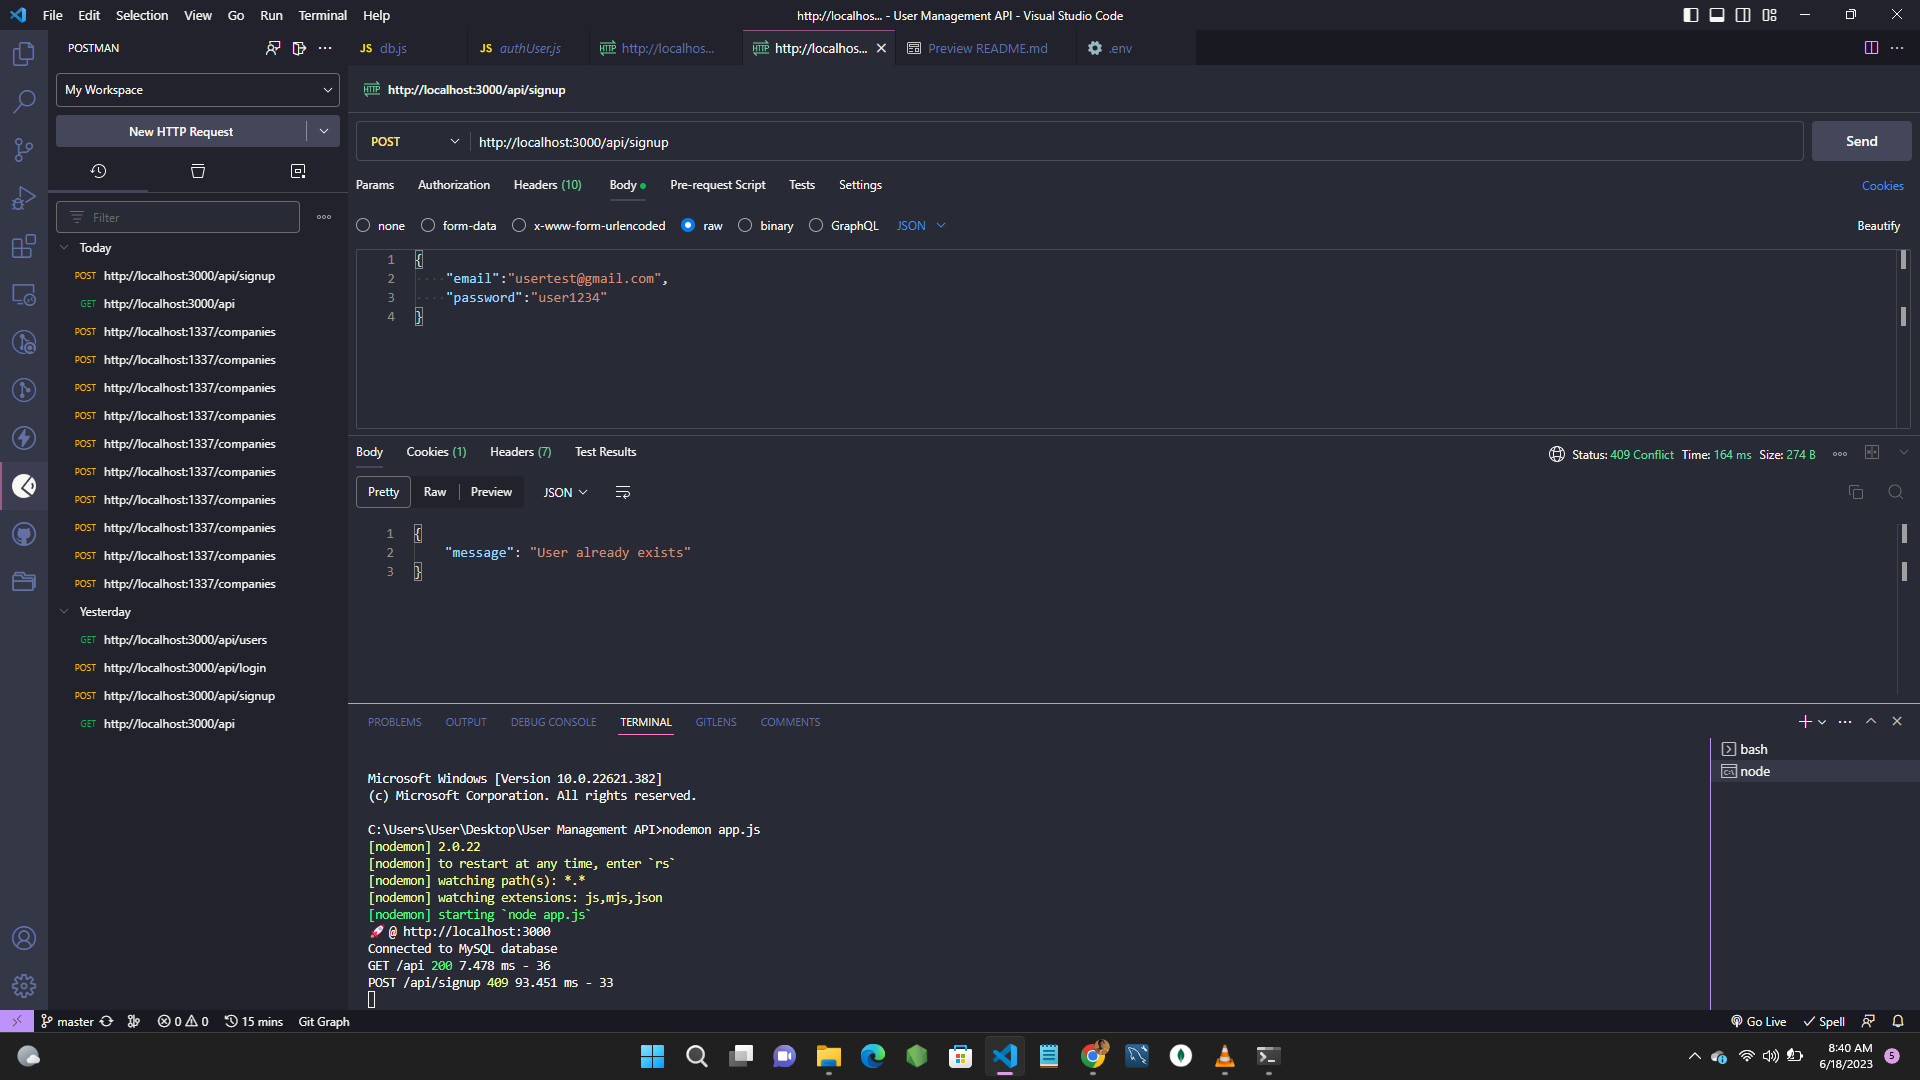 File Edit Selection View Go Run Terminal Help
http://localhos... - User Management API - Visual Studio Code
POSTMAN
My Workspace
New HTTP Request
Filter
Today
POST http://localhost:3000/api/signup
GET http://localhost:3000/api
POST http://localhost:1337/companies
POST http://localhost:1337/companies
POST http://localhost:1337/companies
POST http://localhost:1337/companies
POST http://localhost:1337/companies
POST http://localhost:1337/companies
POST http://localhost:1337/companies
POST http://localhost:1337/companies
POST http://localhost:1337/companies
POST http://localhost:1337/companies
Yesterday
GET http://localhost:3000/api/users
POST http://localhost:3000/api/login
POST http://localhost:3000/api/signup
GET http://localhost:3000/api
JS db.js JS authUser.js HTTP http://localhos... HTTP http://localhos... Preview README.md .env
HTTP http://localhost:3000/api/signup
POST http://localhost:3000/api/signup Send
Params Authorization Headers (10) Body Pre-request Script Tests Settings Cookies
none form-data x-www-form-urlencoded raw binary GraphQL JSON Beautify
1 {
2 "email":"usertest@gmail.com",
3 "password":"user1234"
4 }
Body Cookies (1) Headers (7) Test Results Status: 409 Conflict Time: 164 ms Size: 274 B
Pretty Raw Preview JSON
1 {
2 "message": "User already exists"
3 }
PROBLEMS OUTPUT DEBUG CONSOLE TERMINAL GITLENS COMMENTS
Microsoft Windows [Version 10.0.22621.382]
(c) Microsoft Corporation. All rights reserved.
C:\Users\User\Desktop\User Management API>nodemon app.js
[nodemon] 2.0.22
[nodemon] to restart at any time, enter `rs`
[nodemon] watching path(s): *.*
[nodemon] watching extensions: js,mjs,json
[nodemon] starting `node app.js`
🚀 @ http://localhost:3000
Connected to MySQL database
GET /api 200 7.478 ms - 36
POST /api/signup 409 93.451 ms - 33
bash
node
master 0 0 15 mins Git Graph
Go Live Spell
8:40 AM
6/18/2023
5